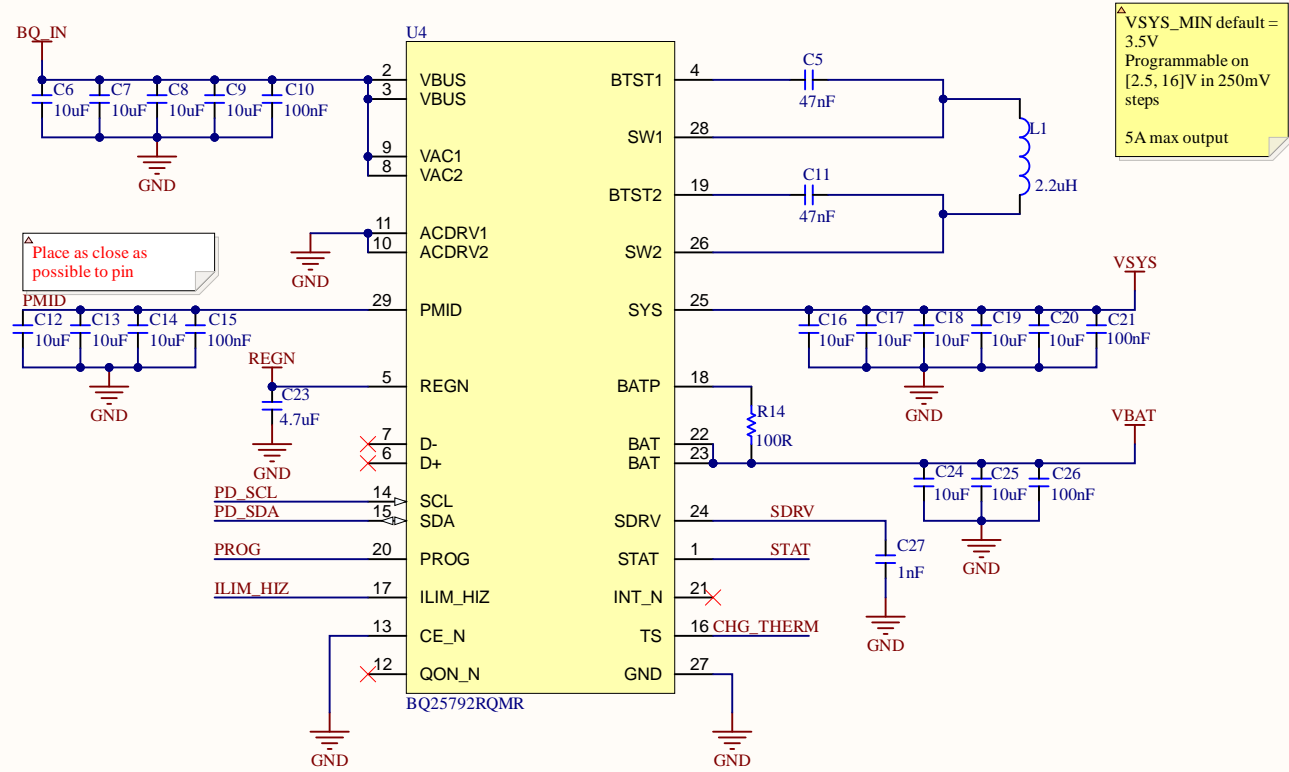 BQ_IN
C6
10uF
C7
10uF
C8
10uF
C9
10uF
C10
100nF
GND
U4
2 VBUS
3 VBUS
9 VAC1
8 VAC2
11 ACDRV1
10 ACDRV2
GND
Place as close as
possible to pin
PMID
C12
10uF
C13
10uF
C14
10uF
C15
100nF
GND
29 PMID
REGN
5 REGN
C23
4.7uF
GND
7 D-
6 D+
PD_SCL 14 SCL
PD_SDA 15 SDA
PROG 20 PROG
ILIM_HIZ 17 ILIM_HIZ
13 CE_N
12 QON_N
GND
BQ25792RQMR
BTST1 4
C5
47nF
SW1 28
L1
2.2uH
BTST2 19
C11
47nF
SW2 26
SYS 25
VSYS
C16
10uF
C17
10uF
C18
10uF
C19
10uF
C20
10uF
C21
100nF
GND
BATP 18
R14
100R
BAT 22
BAT 23
VBAT
C24
10uF
C25
10uF
C26
100nF
GND
SDRV 24 SDRV
C27
1nF
GND
STAT 1 STAT
INT_N 21
TS 16 CHG_THERM
GND 27
GND
VSYS_MIN default =
3.5V
Programmable on
[2.5, 16]V in 250mV
steps
5A max output